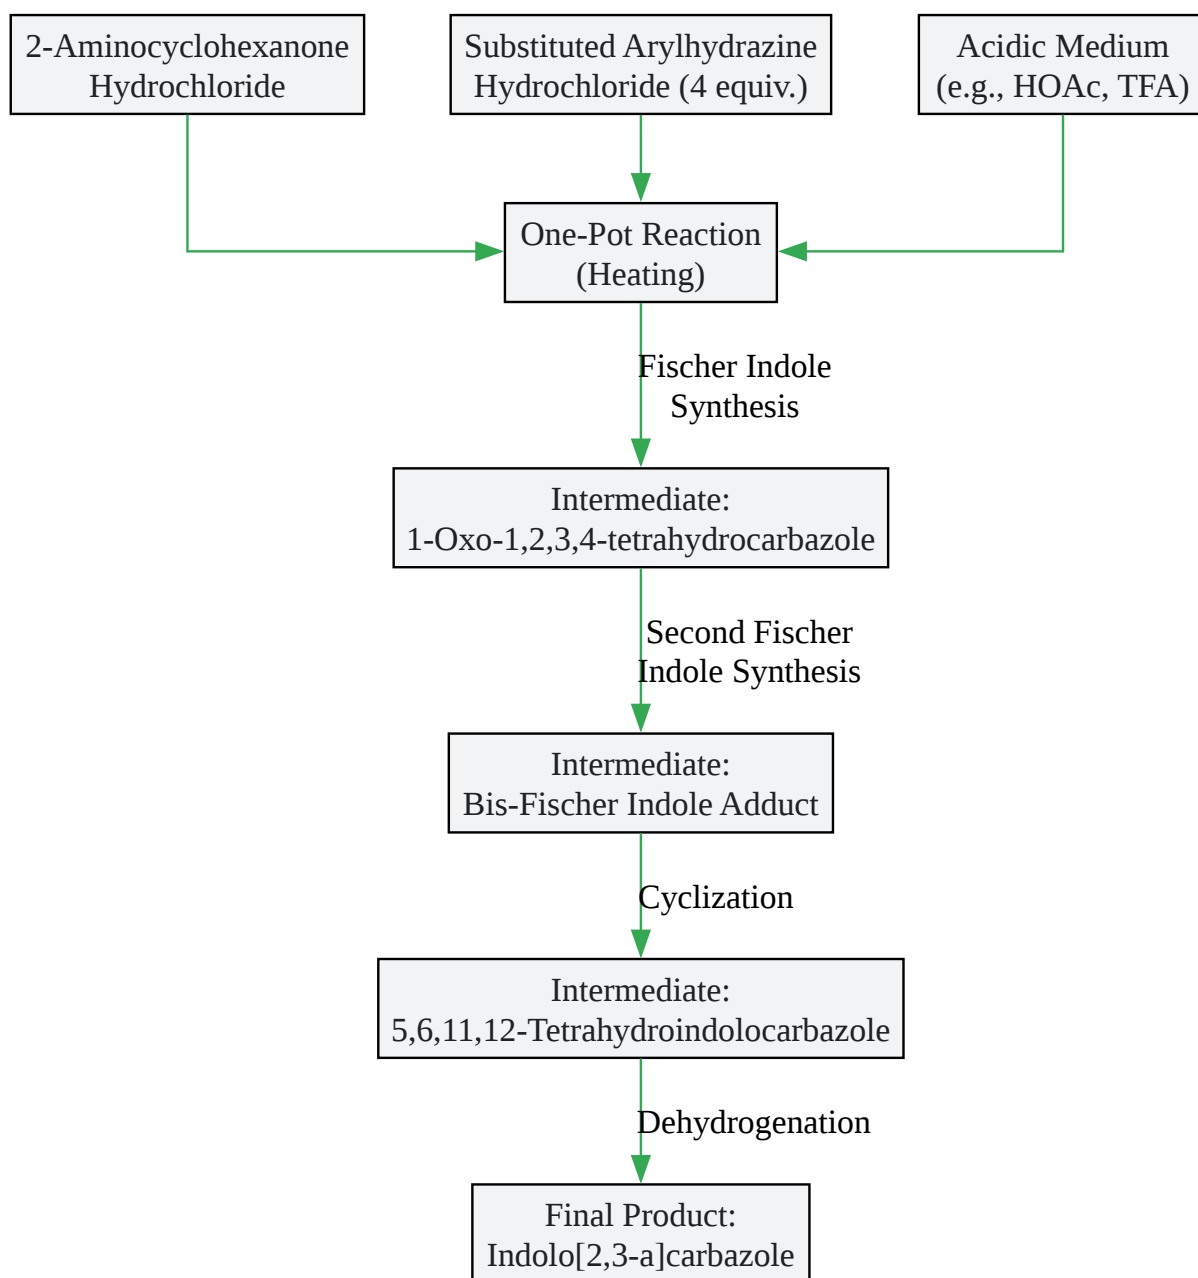 2-Aminocyclohexanone
Hydrochloride
Substituted Arylhydrazine
Hydrochloride (4 equiv.)
Acidic Medium
(e.g., HOAc, TFA)
One-Pot Reaction
(Heating)
Fischer Indole
Synthesis
Intermediate:
1-Oxo-1,2,3,4-tetrahydrocarbazole
Second Fischer
Indole Synthesis
Intermediate:
Bis-Fischer Indole Adduct
Cyclization
Intermediate:
5,6,11,12-Tetrahydroindolocarbazole
Dehydrogenation
Final Product:
Indolo[2,3-a]carbazole